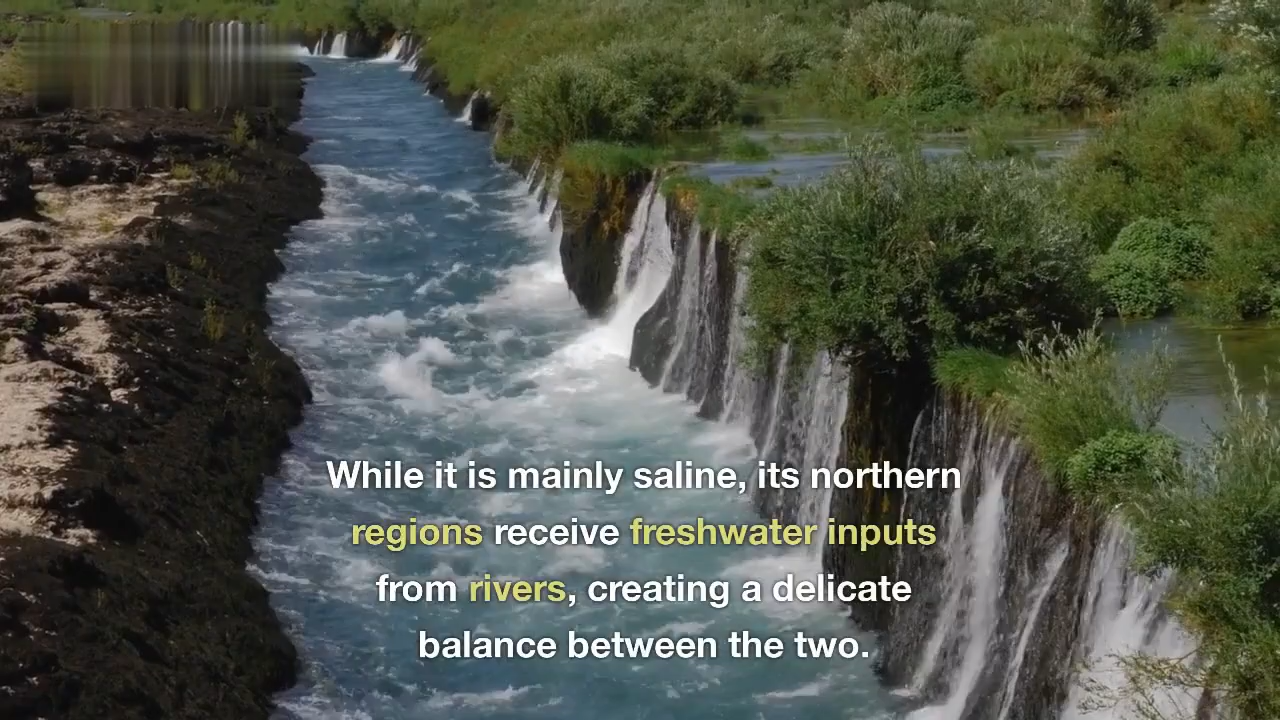 While it is mainly saline, its northern
regions receive freshwater inputs
from rivers, creating a delicate
balance between the two.